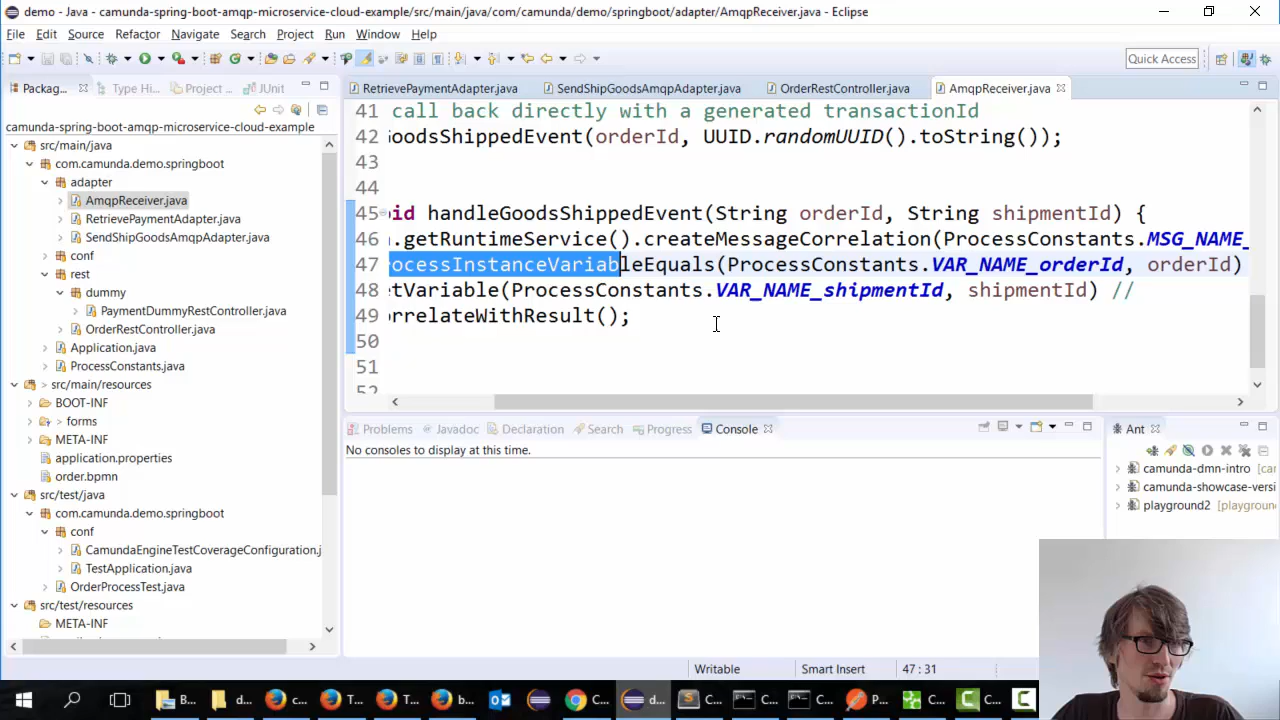 demo - Java - camunda-spring-boot-amqp-microservice-cloud-example/src/main/java/com/camunda/demo/springboot/adapter/AmqpReceiver.java - Eclipse
File Edit Source Refactor Navigate Search Project Run Window Help
Quick Access
Packag... Type Hi... Project ... JUnit
RetrievePaymentAdapter.java SendShipGoodsAmqpAdapter.java OrderRestController.java AmqpReceiver.java
camunda-spring-boot-amqp-microservice-cloud-example
src/main/java
com.camunda.demo.springboot
adapter
AmqpReceiver.java
RetrievePaymentAdapter.java
SendShipGoodsAmqpAdapter.java
conf
rest
dummy
PaymentDummyRestController.java
OrderRestController.java
Application.java
ProcessConstants.java
> src/main/resources
BOOT-INF
> forms
META-INF
application.properties
order.bpmn
src/test/java
com.camunda.demo.springboot
conf
CamundaEngineTestCoverageConfiguration.j
TestApplication.java
OrderProcessTest.java
src/test/resources
META-INF
41 call back directly with a generated transactionId
42 oodsShippedEvent(orderId, UUID.randomUUID().toString());
43
44
45 id handleGoodsShippedEvent(String orderId, String shipmentId) {
46 .getRuntimeService().createMessageCorrelation(ProcessConstants.MSG_NAME_
47 ocessInstanceVariableEquals(ProcessConstants.VAR_NAME_orderId, orderId)
48 tVariable(ProcessConstants.VAR_NAME_shipmentId, shipmentId) //
49 rrelateWithResult();
50
51
52
Problems Javadoc Declaration Search Progress Console
No consoles to display at this time.
Ant
camunda-dmn-intro [ca
camunda-showcase-versi
playground2 [playgroun
Writable Smart Insert 47 : 31
B... d... c... T... T... b... C... d... C... C... C... P... C... C...